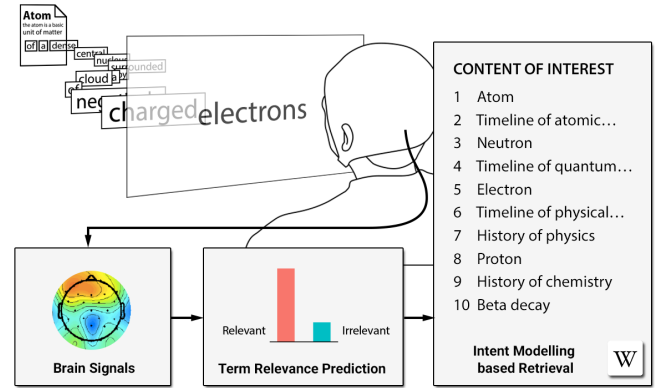 Atom
the atom is a basic
unit of matter
of a dense
central
nucleus
surrounded
by
cloud a
of
charged
electrons
CONTENT OF INTEREST
1 Atom
2 Timeline of atomic...
3 Neutron
4 Timeline of quantum...
5 Electron
6 Timeline of physical...
7 History of physics
8 Proton
9 History of chemistry
10 Beta decay
Intent Modelling
based Retrieval
W
Relevant
Irrelevant
Brain Signals
Term Relevance Prediction